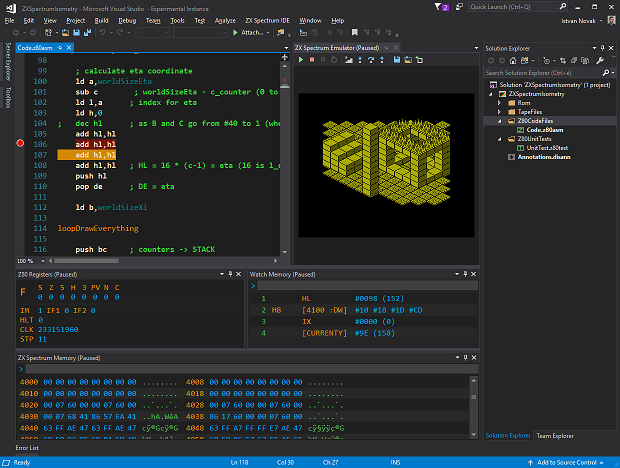 ZXSpectrumIsometry - Microsoft Visual Studio - Experimental Instance
2
Quick Launch (Ctrl+Q)
File Edit View Project Build Debug Team Tools Test Analyze ZX Spectrum IDE
Window Help
Istvan Novak
Attach...
Server Explorer
Toolbox
Code.z80asm
98
99 ; calculate eta coordinate
100 ld a,worldSizeEta
101 sub c ; worldSizeEta - c_counter (0 to
102 ld l,a ; index for eta
103 ld h,0
104 ; dec hl ; as B and C go from #40 to 1 (who
105 add hl,hl
106 add hl,hl
107 add hl,hl
108 add hl,hl ; HL = 16 * (c-1) = eta (16 is 1_
109 push hl
110 pop de ; DE = eta
111
112 ld b,worldSizeXi
113
114 loopDrawEverything
115
116 push bc ; counters -> STACK
100 %
ZX Spectrum Emulator (Paused)
Solution Explorer
Search Solution Explorer (Ctrl+é)
Solution 'ZXSpectrumIsometry' (1 project)
ZXSpectrumIsometry
Rom
TapeFiles
Z80CodeFiles
Code.z80asm
Z80UnitTests
UnitTest.z80test
Annotations.disann
Z80 Registers (Paused)
F S Z 5 H 3 PV N C
0 0 0 0 0 0 0 0
IM 1 IF1 0 IF2 0
HLT 0
CLK 233151960
STP 11
Watch Memory (Paused)
1 HL #0098 (152)
2 H8 [4100 :DW] #10 #18 #1D #CD
3 IX #0000 (0)
4 [CURRENTY] #9E (158)
ZX Spectrum Memory (Paused)
4000 00 00 00 00 00 00 00 00 ........ 4008 00 00 00 00 00 00 00 00 ........
4010 00 00 00 00 00 00 00 00 ........ 4018 00 00 00 00 00 00 00 00 ........
4020 00 07 60 00 00 07 60 00 ..`...`. 4028 00 07 60 00 00 07 60 00 ..`...`.
4030 00 07 68 41 86 57 EA 41 4038 86 17 60 00 00 07 60 00
4040 63 FF AE 47 63 FF AE 47 4048 63 FF A7 FF FF E7 AE 47
Error List
Solution Explorer Team Explorer
Ready Ln 118 Col 30 Ch 27 INS Add to Source Control